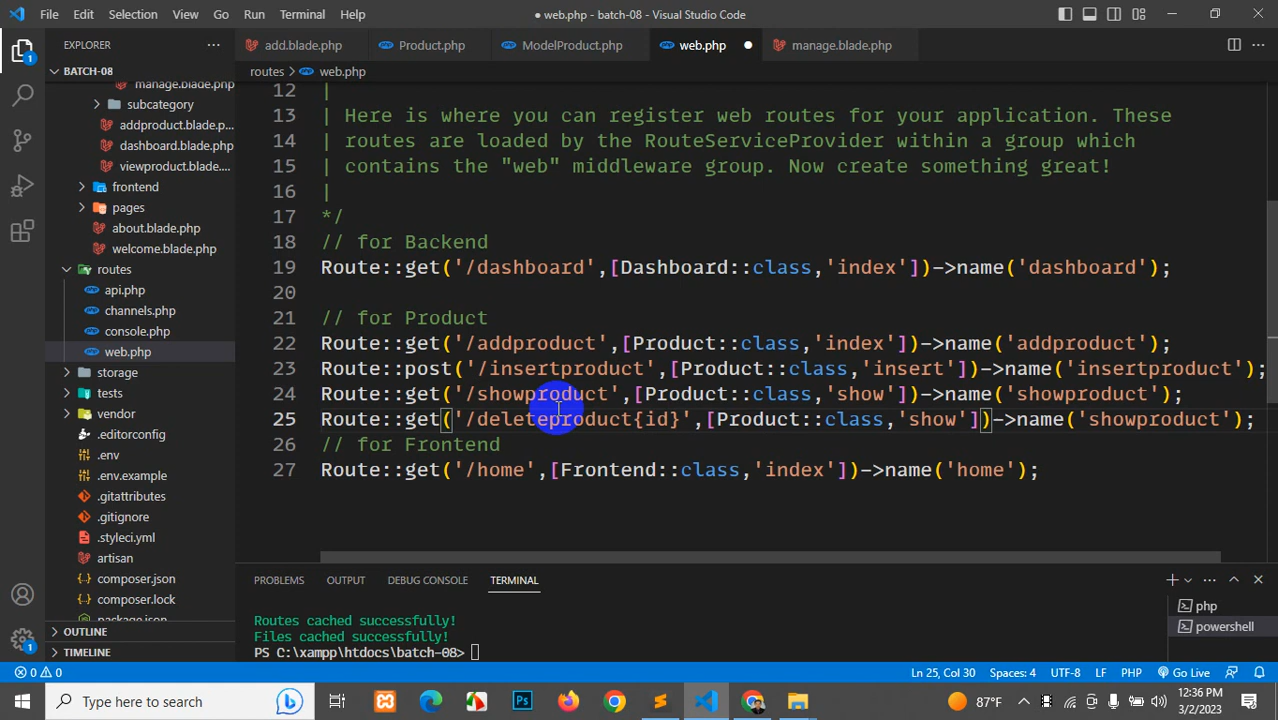 File Edit Selection View Go Run Terminal Help
● web.php - batch-08 - Visual Studio Code
EXPLORER
add.blade.php Product.php ModelProduct.php web.php manage.blade.php
BATCH-08
routes > web.php
manage.blade.php
subcategory
addproduct.blade.p...
dashboard.blade.php
viewproduct.blade....
frontend
pages
about.blade.php
welcome.blade.php
routes
api.php
channels.php
console.php
web.php
storage
tests
vendor
.editorconfig
.env
.env.example
.gitattributes
.gitignore
.styleci.yml
artisan
composer.json
composer.lock
package.json
OUTLINE
TIMELINE
12 |
13 | Here is where you can register web routes for your application. These
14 | routes are loaded by the RouteServiceProvider within a group which
15 | contains the "web" middleware group. Now create something great!
16 |
17 */
18 // for Backend
19 Route::get('/dashboard',[Dashboard::class,'index'])->name('dashboard');
20
21 // for Product
22 Route::get('/addproduct',[Product::class,'index'])->name('addproduct');
23 Route::post('/insertproduct',[Product::class,'insert'])->name('insertproduct');
24 Route::get('/showproduct',[Product::class,'show'])->name('showproduct');
25 Route::get('/deleteproduct{id}',[Product::class,'show'])->name('showproduct');
26 // for Frontend
27 Route::get('/home',[Frontend::class,'index'])->name('home');
PROBLEMS OUTPUT DEBUG CONSOLE TERMINAL
Routes cached successfully!
Files cached successfully!
PS C:\xampp\htdocs\batch-08>
php
powershell
0 0 Ln 25, Col 30 Spaces: 4 UTF-8 LF PHP Go Live
Type here to search
87°F
12:36 PM
3/2/2023